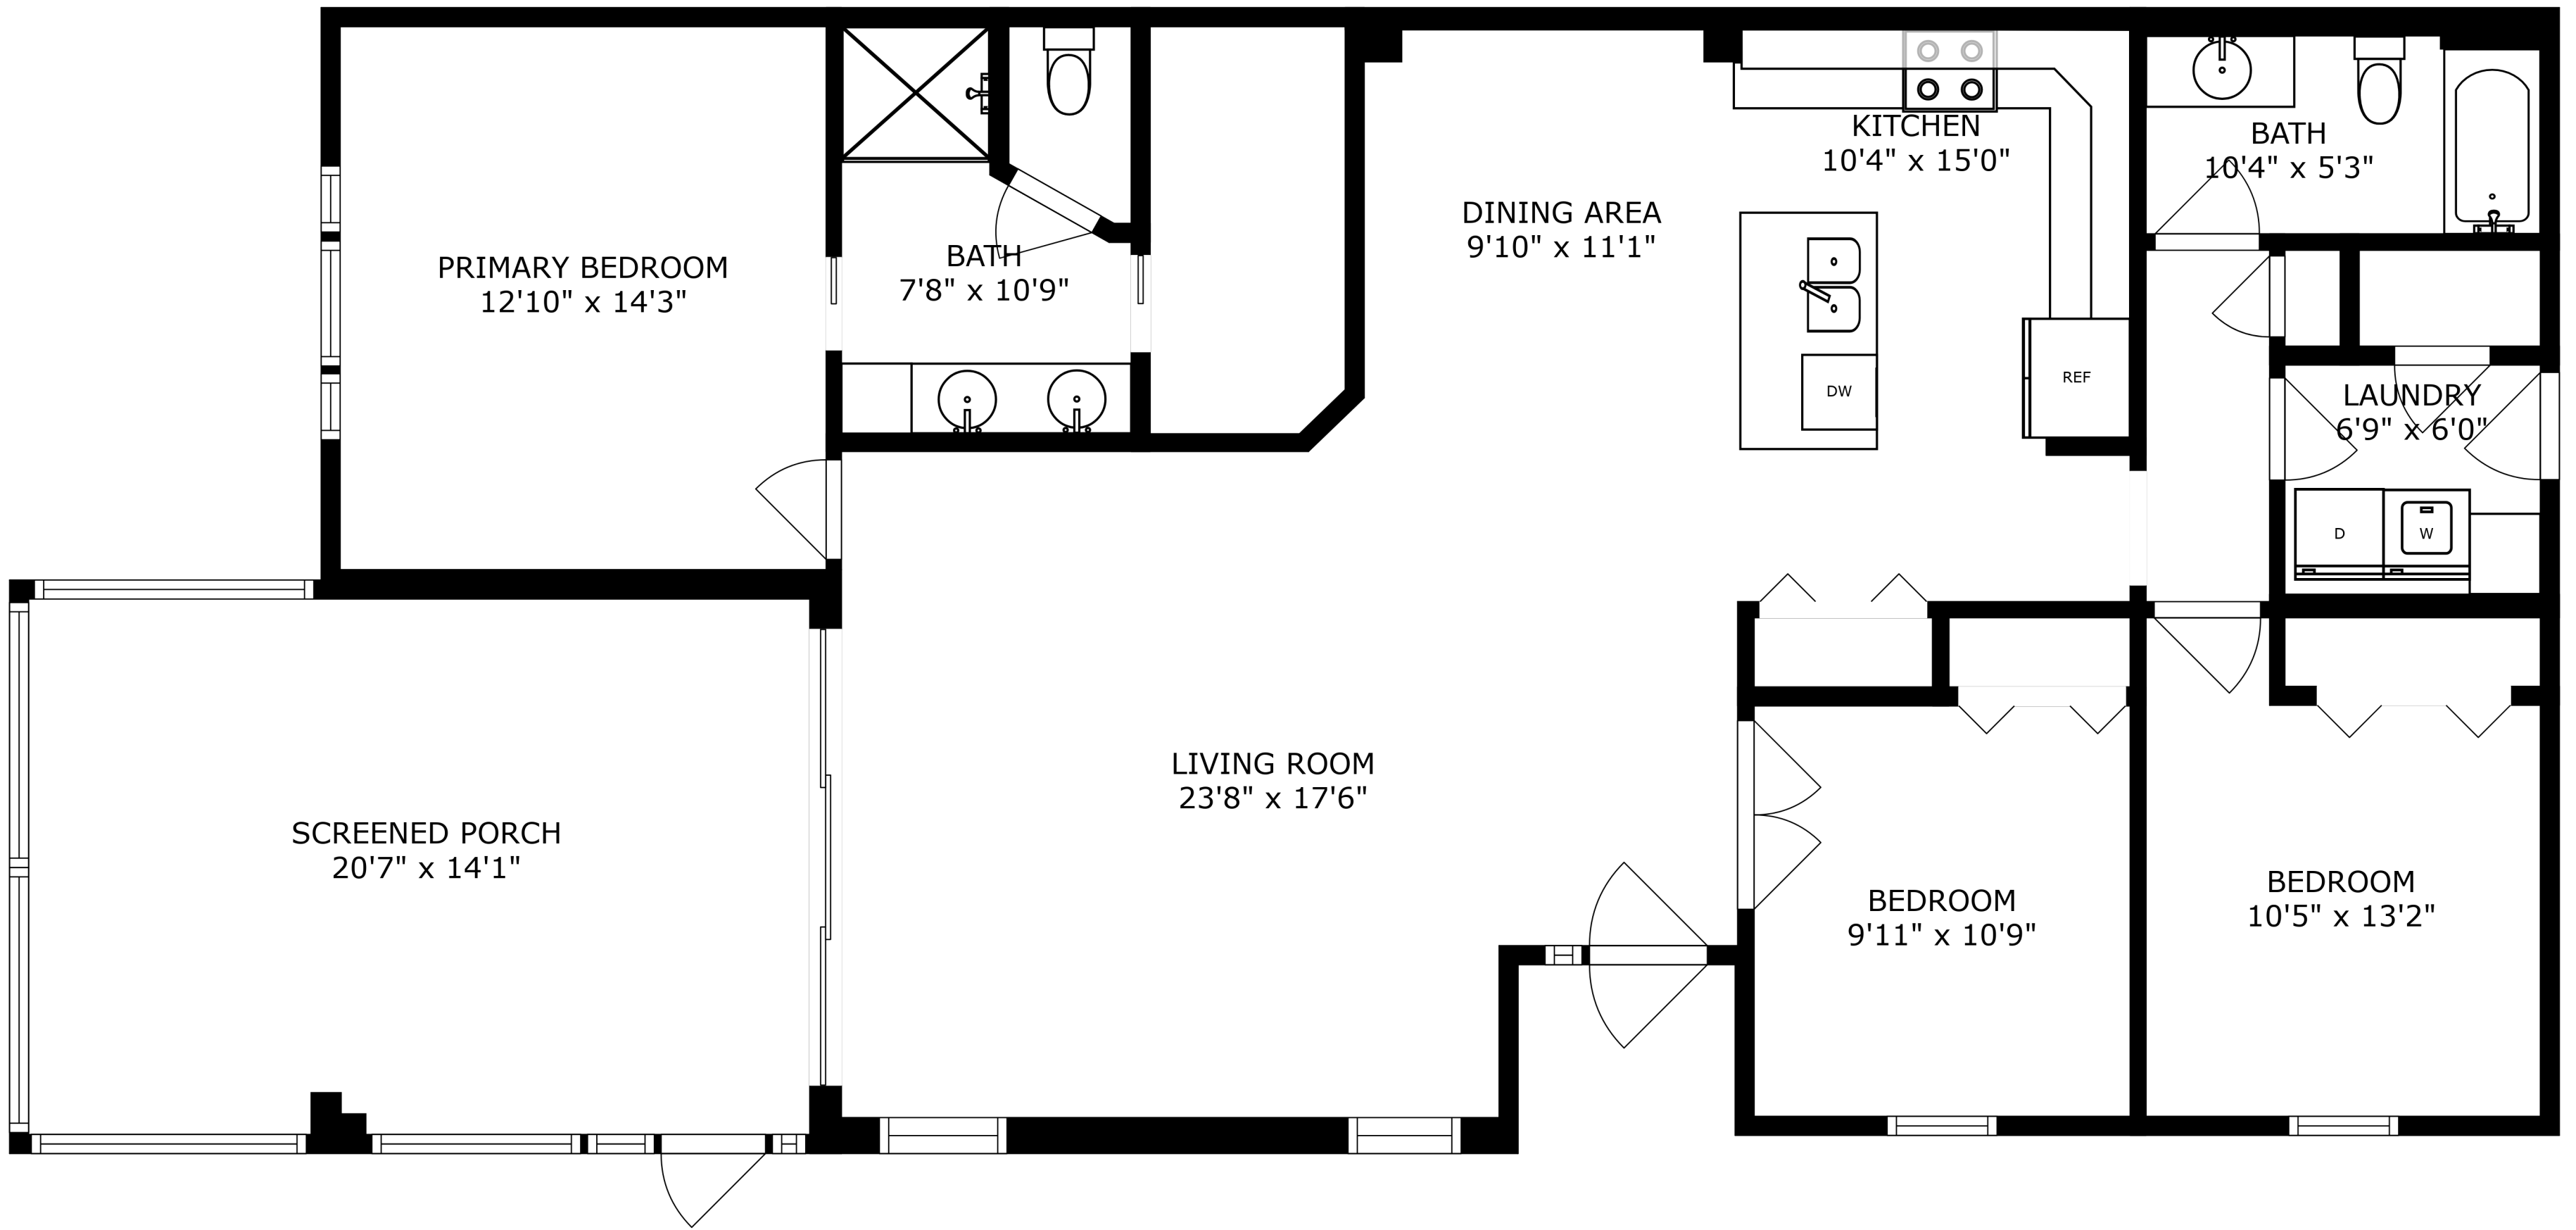 PRIMARY BEDROOM
12'10" x 14'3"
BATH
7'8" x 10'9"
DINING AREA
9'10" x 11'1"
KITCHEN
10'4" x 15'0"
BATH
10'4" x 5'3"
DW
REF
LAUNDRY
6'9" x 6'0"
D
W
SCREENED PORCH
20'7" x 14'1"
LIVING ROOM
23'8" x 17'6"
BEDROOM
9'11" x 10'9"
BEDROOM
10'5" x 13'2"